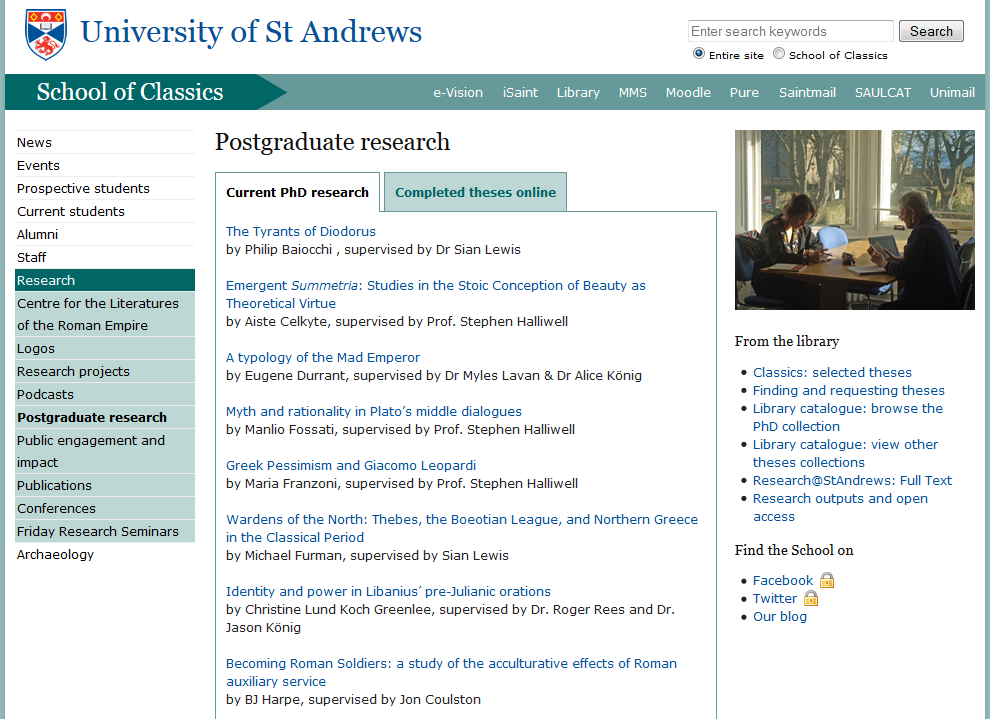 University of St Andrews
Enter search keywords
Search
Entire site
School of Classics
School of Classics
e-Vision
iSaint
Library
MMS
Moodle
Pure
Saintmail
SAULCAT
Unimail
News
Events
Prospective students
Current students
Alumni
Staff
Research
Centre for the Literatures
of the Roman Empire
Logos
Research projects
Podcasts
Postgraduate research
Public engagement and
impact
Publications
Conferences
Friday Research Seminars
Archaeology
Postgraduate research
Current PhD research
Completed theses online
The Tyrants of Diodorus
by Philip Baiocchi , supervised by Dr Sian Lewis
Emergent Summetria: Studies in the Stoic Conception of Beauty as
Theoretical Virtue
by Aiste Celkyte, supervised by Prof. Stephen Halliwell
A typology of the Mad Emperor
by Eugene Durrant, supervised by Dr Myles Lavan & Dr Alice König
Myth and rationality in Plato´s middle dialogues
by Manlio Fossati, supervised by Prof. Stephen Halliwell
Greek Pessimism and Giacomo Leopardi
by Maria Franzoni, supervised by Prof. Stephen Halliwell
Wardens of the North: Thebes, the Boeotian League, and Northern Greece
in the Classical Period
by Michael Furman, supervised by Sian Lewis
Identity and power in Libanius´ pre-Julianic orations
by Christine Lund Koch Greenlee, supervised by Dr. Roger Rees and Dr.
Jason König
Becoming Roman Soldiers: a study of the acculturative effects of Roman
auxiliary service
by BJ Harpe, supervised by Jon Coulston
From the library
Classics: selected theses
Finding and requesting theses
Library catalogue: browse the
PhD collection
Library catalogue: view other
theses collections
Research@StAndrews: Full Text
Research outputs and open
access
Find the School on
Facebook
Twitter
Our blog